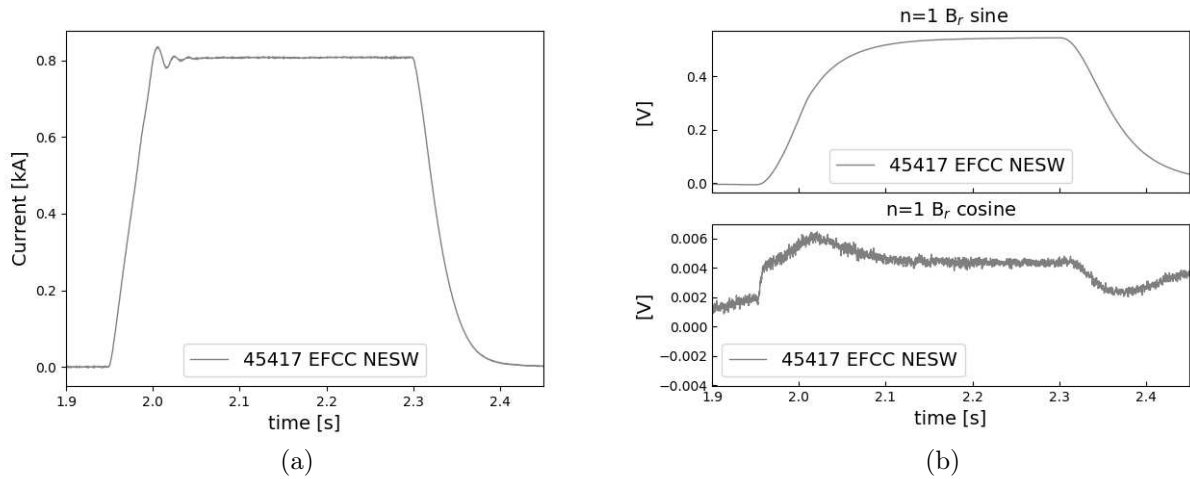 Current [kA]
0.8
0.6
0.4
0.2
0.0
45417 EFCC NESW
1.9 2.0 2.1 2.2 2.3 2.4
time [s]
(a)
n=1 Bᵣ sine
[V]
0.4
0.2
0.0
45417 EFCC NESW
n=1 Bᵣ cosine
[V]
0.006
0.004
0.002
0.000
−0.002
−0.004
45417 EFCC NESW
1.9 2.0 2.1 2.2 2.3 2.4
time [s]
(b)